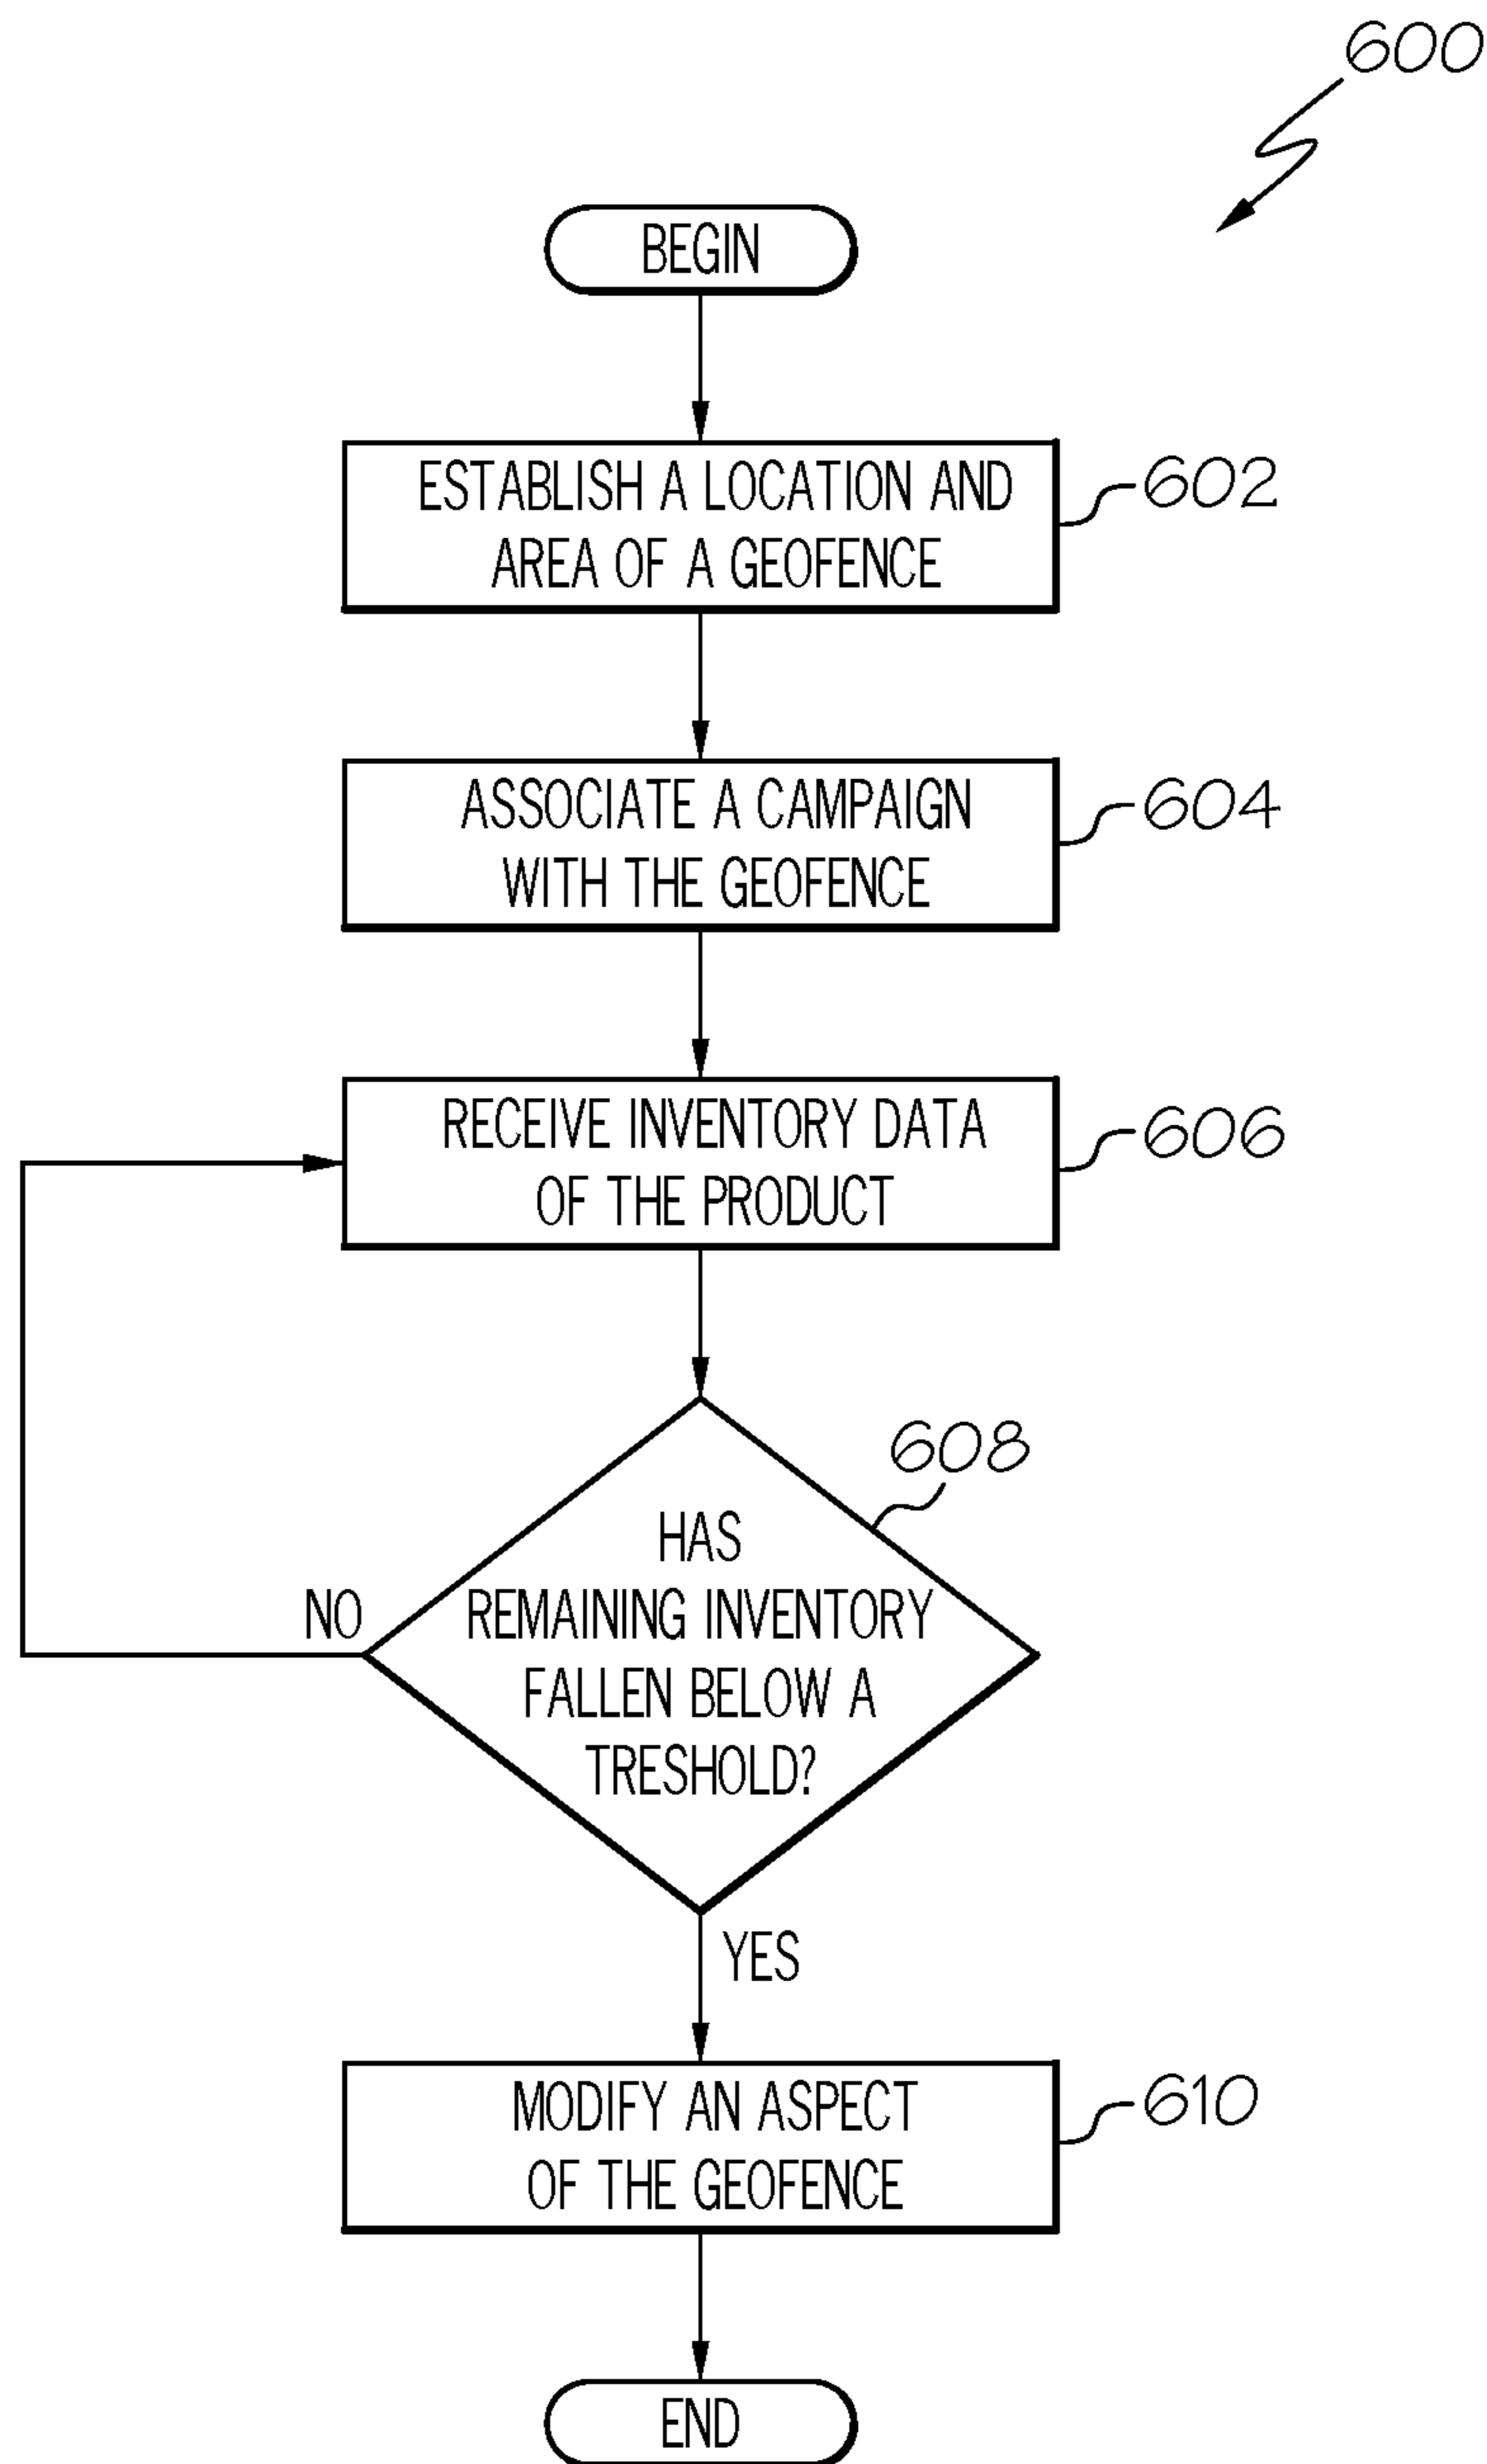 600
BEGIN
ESTABLISH A LOCATION AND
AREA OF A GEOFENCE
602
ASSOCIATE A CAMPAIGN
WITH THE GEOFENCE
604
RECEIVE INVENTORY DATA
OF THE PRODUCT
606
608
HAS
REMAINING INVENTORY
FALLEN BELOW A
TRESHOLD?
NO
YES
MODIFY AN ASPECT
OF THE GEOFENCE
610
END